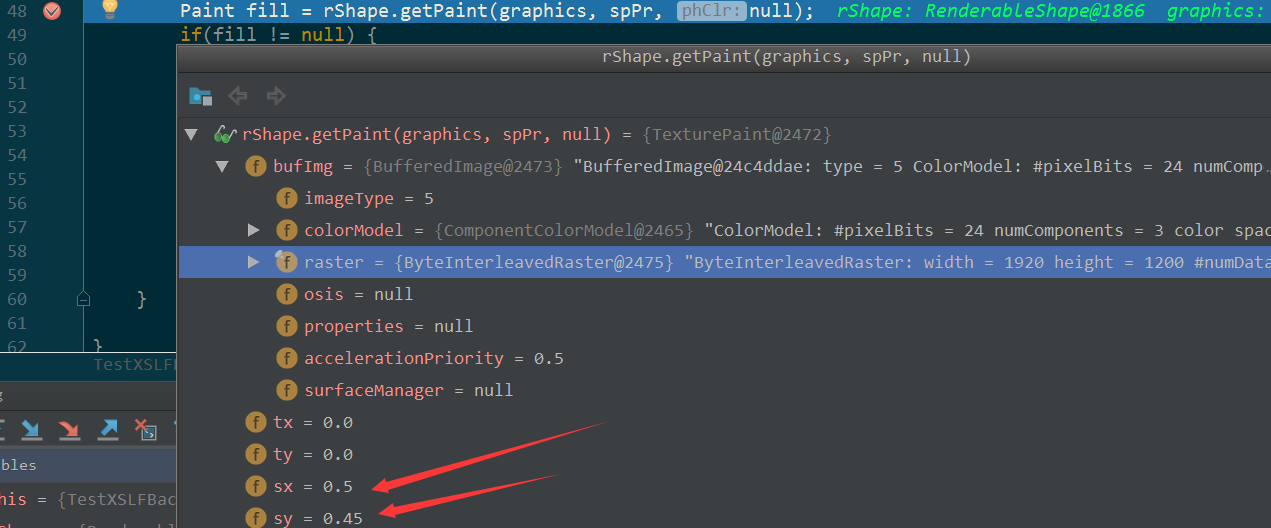 48 Paint fill = rShape.getPaint(graphics, spPr, phClr: null); rShape: RenderableShape@1866 graphics:
49 if(fill != null) {
50 rShape.getPaint(graphics, spPr, null)
51
52
53 rShape.getPaint(graphics, spPr, null) = {TexturePaint@2472}
54 bufImg = {BufferedImage@2473} "BufferedImage@24c4ddae: type = 5 ColorModel: #pixelBits = 24 numComp...
55 imageType = 5
56 colorModel = {ComponentColorModel@2465} "ColorModel: #pixelBits = 24 numComponents = 3 color spac
57
58 raster = {ByteInterleavedRaster@2475} "ByteInterleavedRaster: width = 1920 height = 1200 #numData
59 osis = null
60 }
61 properties = null
62 }
TestXSLF
accelerationPriority = 0.5
surfaceManager = null
tx = 0.0
bles
ty = 0.0
sx = 0.5
his = {TestXSLFBac
sy = 0.45